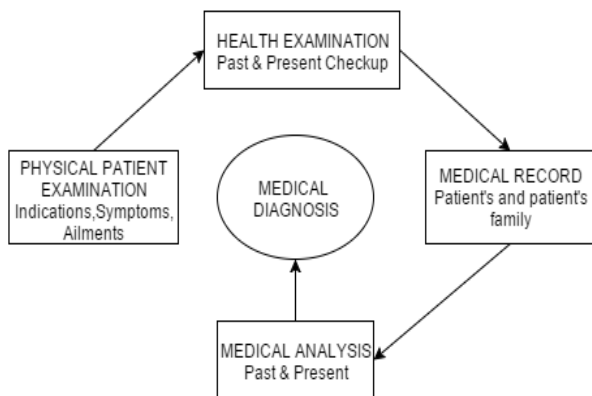 HEALTH EXAMINATION
Past & Present Checkup
PHYSICAL PATIENT
EXAMINATION
Indications,Symptoms,
Ailments
MEDICAL
DIAGNOSIS
MEDICAL RECORD
Patient's and patient's
family
MEDICAL ANALYSIS
Past & Present